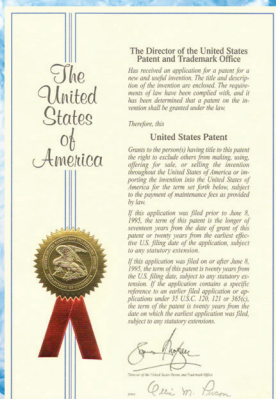 The
United
States
of
America
The Director of the United States
Patent and Trademark Office
Has received an application for a patent for a
new and useful invention. The title and descrip-
tion of the invention are enclosed. The require-
ments of law have been complied with, and it
has been determined that a patent on the in-
vention shall be granted under the law.
Therefore, this
United States Patent
Grants to the person(s) having title to this patent
the right to exclude others from making, using,
offering for sale, or selling the invention
throughout the United States of America or im-
porting the invention into the United States of
America for the term set forth below, subject
to the payment of maintenance fees as provided
by law.
If this application was filed prior to June 8,
1995, the term of this patent is the longer of
seventeen years from the date of grant of this
patent or twenty years from the earliest effec-
tive U.S. filing date of the application, subject
to any statutory extension.
If this application was filed on or after June 8,
1995, the term of this patent is twenty years from
the U.S. filing date, subject to any statutory ex-
tension. If the application contains a specific
reference to an earlier filed application or ap-
plications under 35 U.S.C. 120, 121 or 365(c),
the term of the patent is twenty years from the
date on which the earliest application was filed,
subject to any statutory extensions.
Director of the United States Patent and Trademark Office